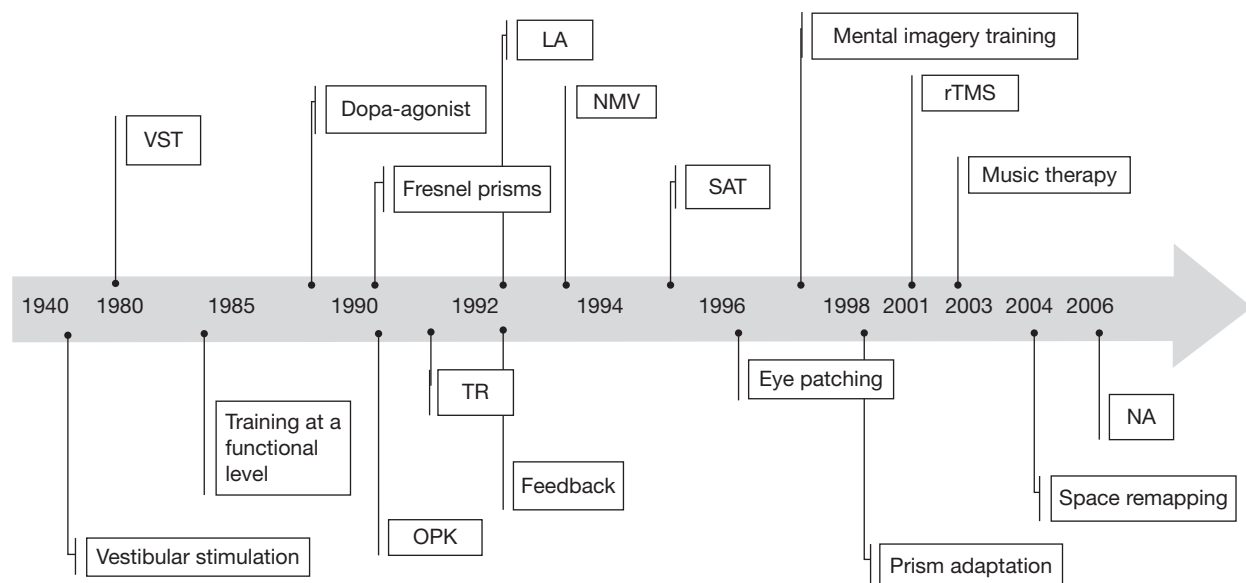 LA
Mental imagery training
Dopa-agonist
NMV
rTMS
VST
Fresnel prisms
SAT
Music therapy
1940 1980 1985 1990 1992 1994 1996 1998 2001 2003 2004 2006
TR
Eye patching
Training at a
functional
level
NA
Feedback
Space remapping
OPK
Vestibular stimulation
Prism adaptation